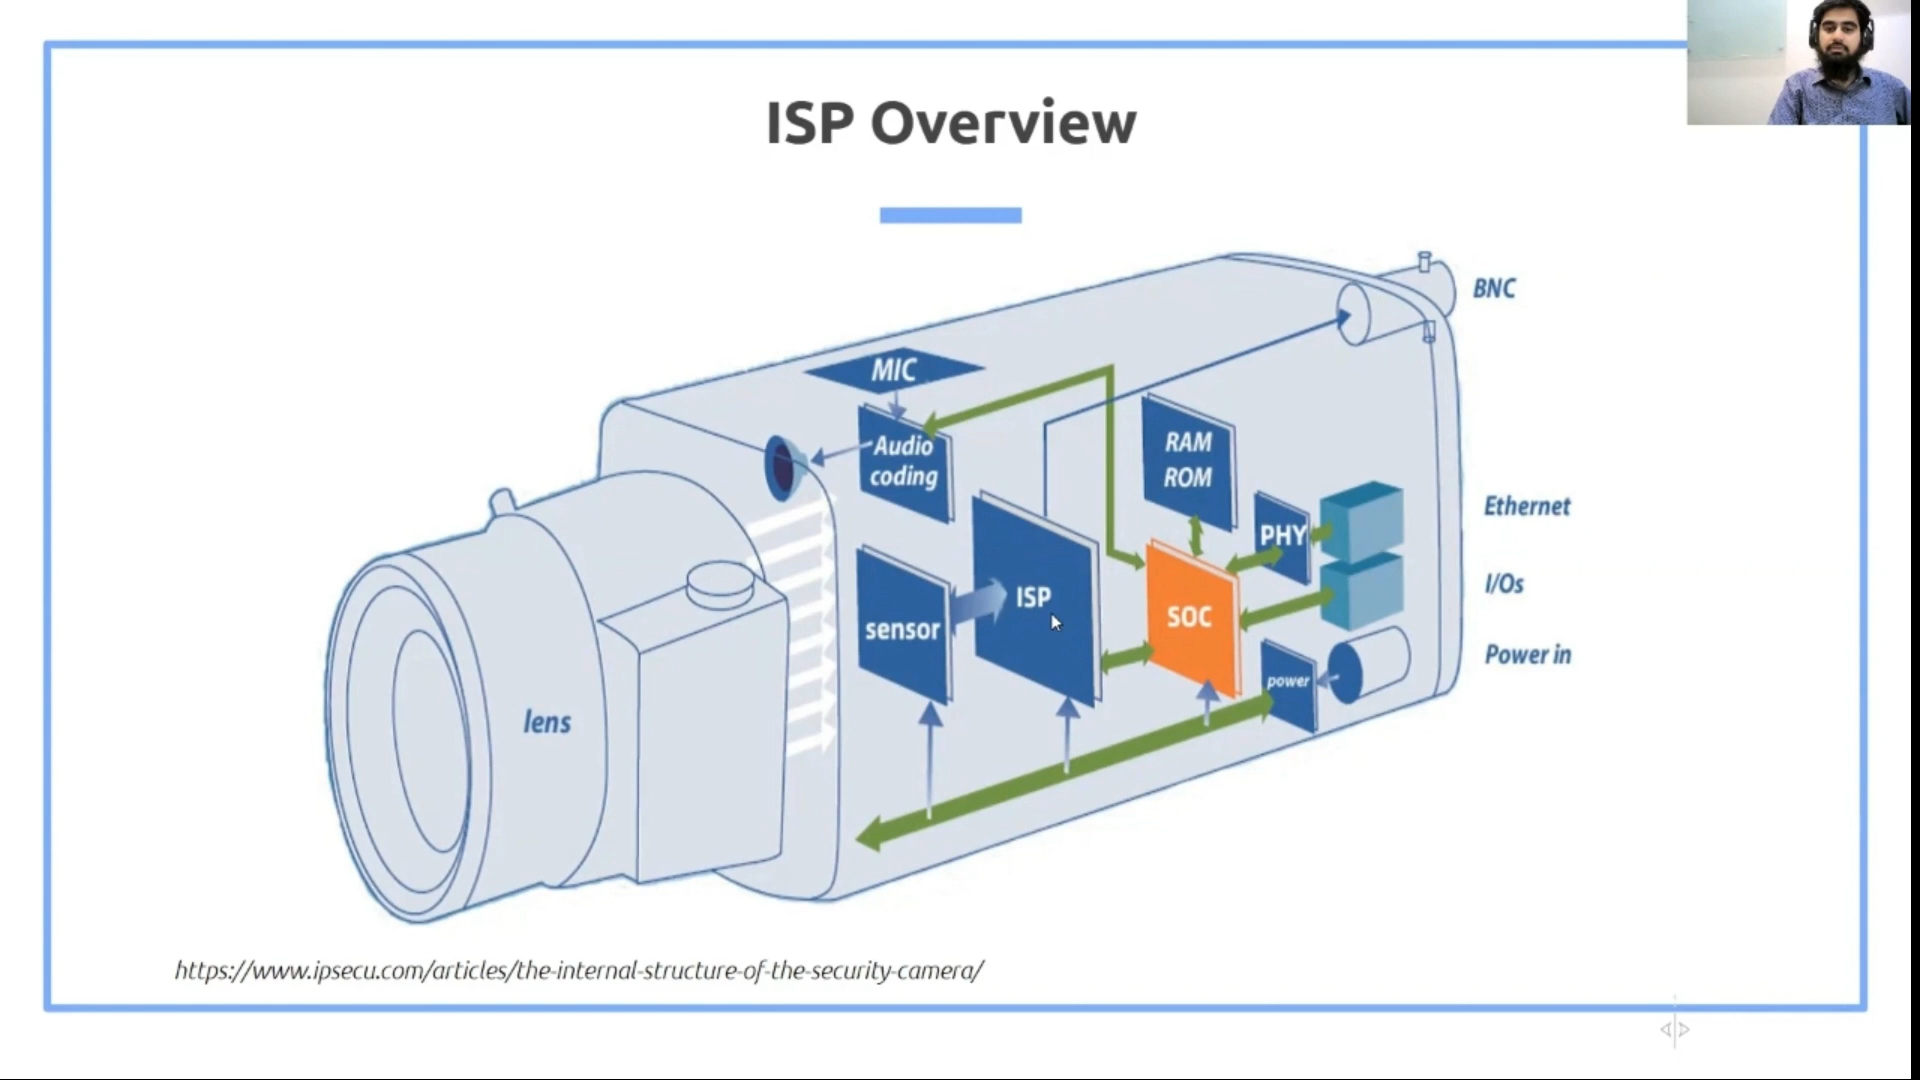 ISP Overview
BNC
MIC
Audio
coding
RAM
ROM
PHY
Ethernet
I/Os
sensor
ISP
SOC
power
Power in
lens
https://www.ipsecu.com/articles/the-internal-structure-of-the-security-camera/